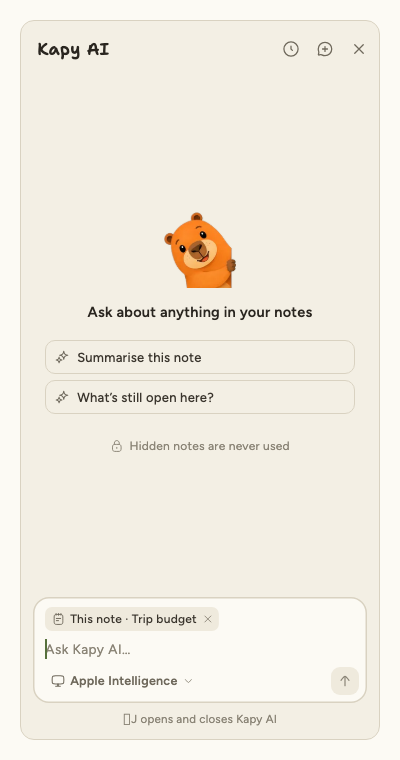 Kapy AI
Ask about anything in your notes
Summarise this note
What's still open here?
Hidden notes are never used
This note · Trip budget
Ask Kapy AI...
Apple Intelligence
J opens and closes Kapy AI